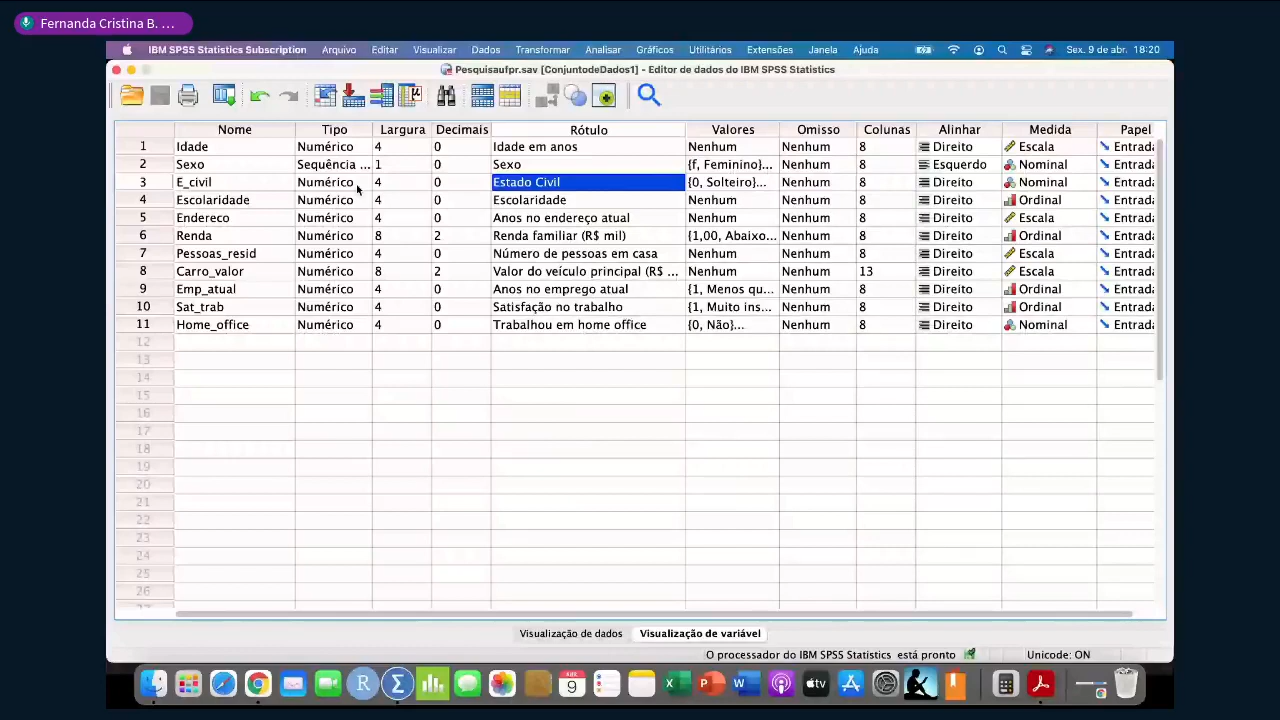 Fernanda Cristina B. ...
IBM SPSS Statistics Subscription Arquivo Editar Visualizar Dados Transformar Analisar Gráficos Utilitários Extensões Janela Ajuda Sex. 9 de abr. 18:20
Pesquisaufpr.sav [ConjuntodeDados1] - Editor de dados do IBM SPSS Statistics
Nome Tipo Largura Decimais Rótulo Valores Omisso Colunas Alinhar Medida Papel
1 Idade Numérico 4 0 Idade em anos Nenhum Nenhum 8 Direito Escala Entrada
2 Sexo Sequência ... 1 0 Sexo {f, Feminino}... Nenhum 8 Esquerdo Nominal Entrada
3 E_civil Numérico 4 0 Estado Civil {0, Solteiro}... Nenhum 8 Direito Nominal Entrada
4 Escolaridade Numérico 4 0 Escolaridade Nenhum Nenhum 8 Direito Ordinal Entrada
5 Endereco Numérico 4 0 Anos no endereço atual Nenhum Nenhum 8 Direito Escala Entrada
6 Renda Numérico 8 2 Renda familiar (R$ mil) {1,00, Abaixo... Nenhum 8 Direito Ordinal Entrada
7 Pessoas_resid Numérico 4 0 Número de pessoas em casa Nenhum Nenhum 8 Direito Escala Entrada
8 Carro_valor Numérico 8 2 Valor do veículo principal (R$ ... Nenhum Nenhum 13 Direito Escala Entrada
9 Emp_atual Numérico 4 0 Anos no emprego atual {1, Menos qu... Nenhum 8 Direito Ordinal Entrada
10 Sat_trab Numérico 4 0 Satisfação no trabalho {1, Muito ins... Nenhum 8 Direito Ordinal Entrada
11 Home_office Numérico 4 0 Trabalhou em home office {0, Não}... Nenhum 8 Direito Nominal Entrada
12
13
14
15
16
17
18
19
20
21
22
23
24
25
26
Visualização de dados Visualização de variável
O processador do IBM SPSS Statistics está pronto Unicode: ON